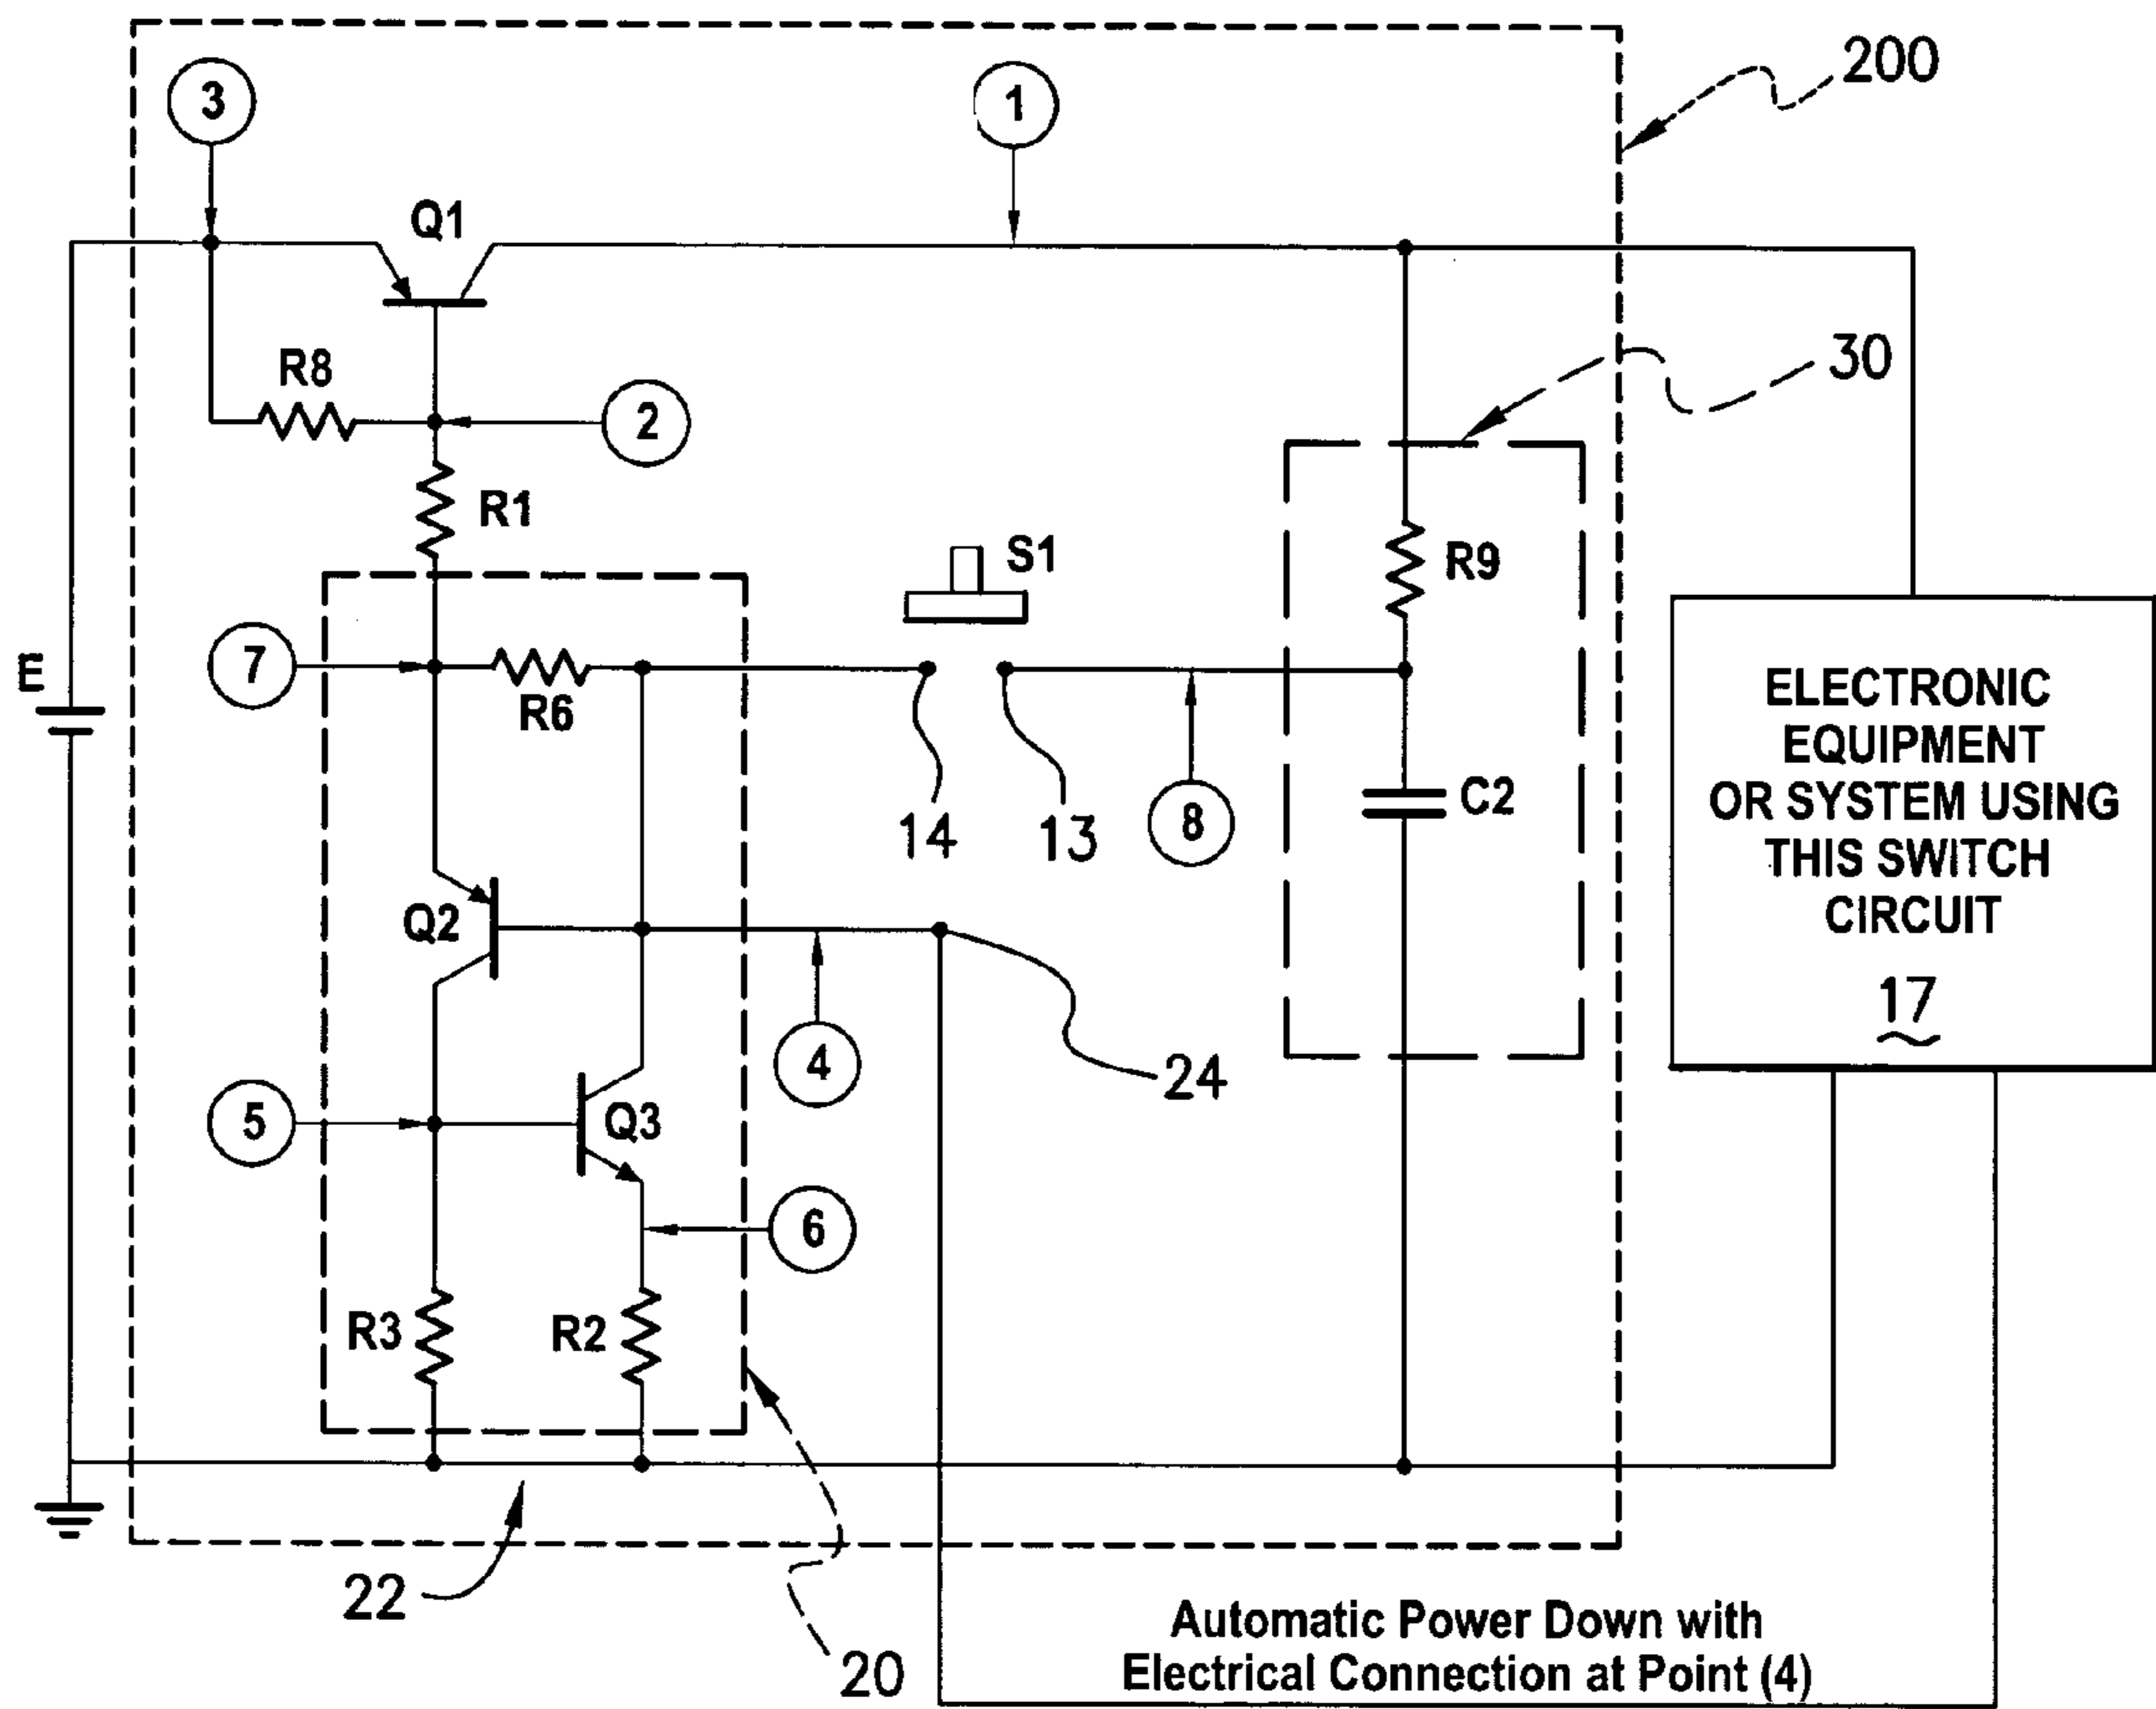 200
3
1
Q1
30
R8
2
R1
S1
R9
E
7
R6
14
13
8
C2
ELECTRONIC
EQUIPMENT
OR SYSTEM USING
THIS SWITCH
CIRCUIT
17
Q2
4
24
5
Q3
6
R3
R2
22
20
Automatic Power Down with
Electrical Connection at Point (4)